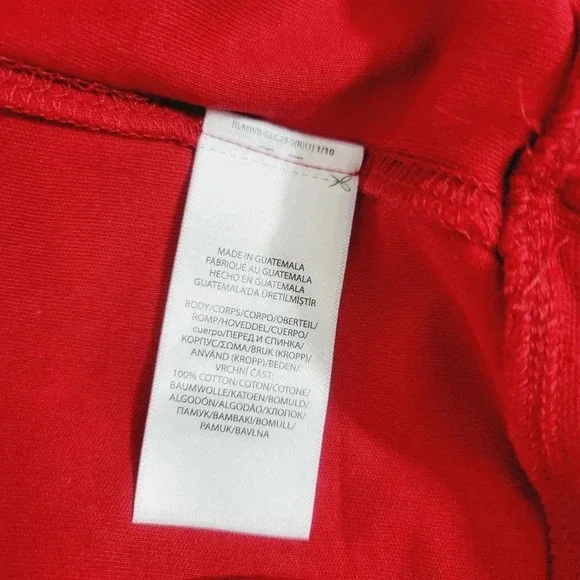 MADE IN GUATEMALA
FABRIQUÉ AU GUATEMALA
HECHO EN GUATEMALA
GUATEMALA'DA ÜRETİLMİŞTİR
BODY/CORPS/CORPO/OBERTEIL/
ROMP/HOVEDDEL/CUERPO/
cuerpo/ПЕРЕД И СПИНКА/
КОРПУС/ΣΩΜΑ/BRUK (KROPP)/
ANVÄND (KROPP)/BEDEN/
VRCHNÍ ČÁST:
100% COTTON/COTON/COTONE/
BAUMWOLLE/KATOEN/BOMULD/
ALGODÓN/ALGODÃO/ХЛОПОК/
ПАМУК/ΒΑΜΒΑΚΙ/BOMULL/
PAMUK/BAVLNA